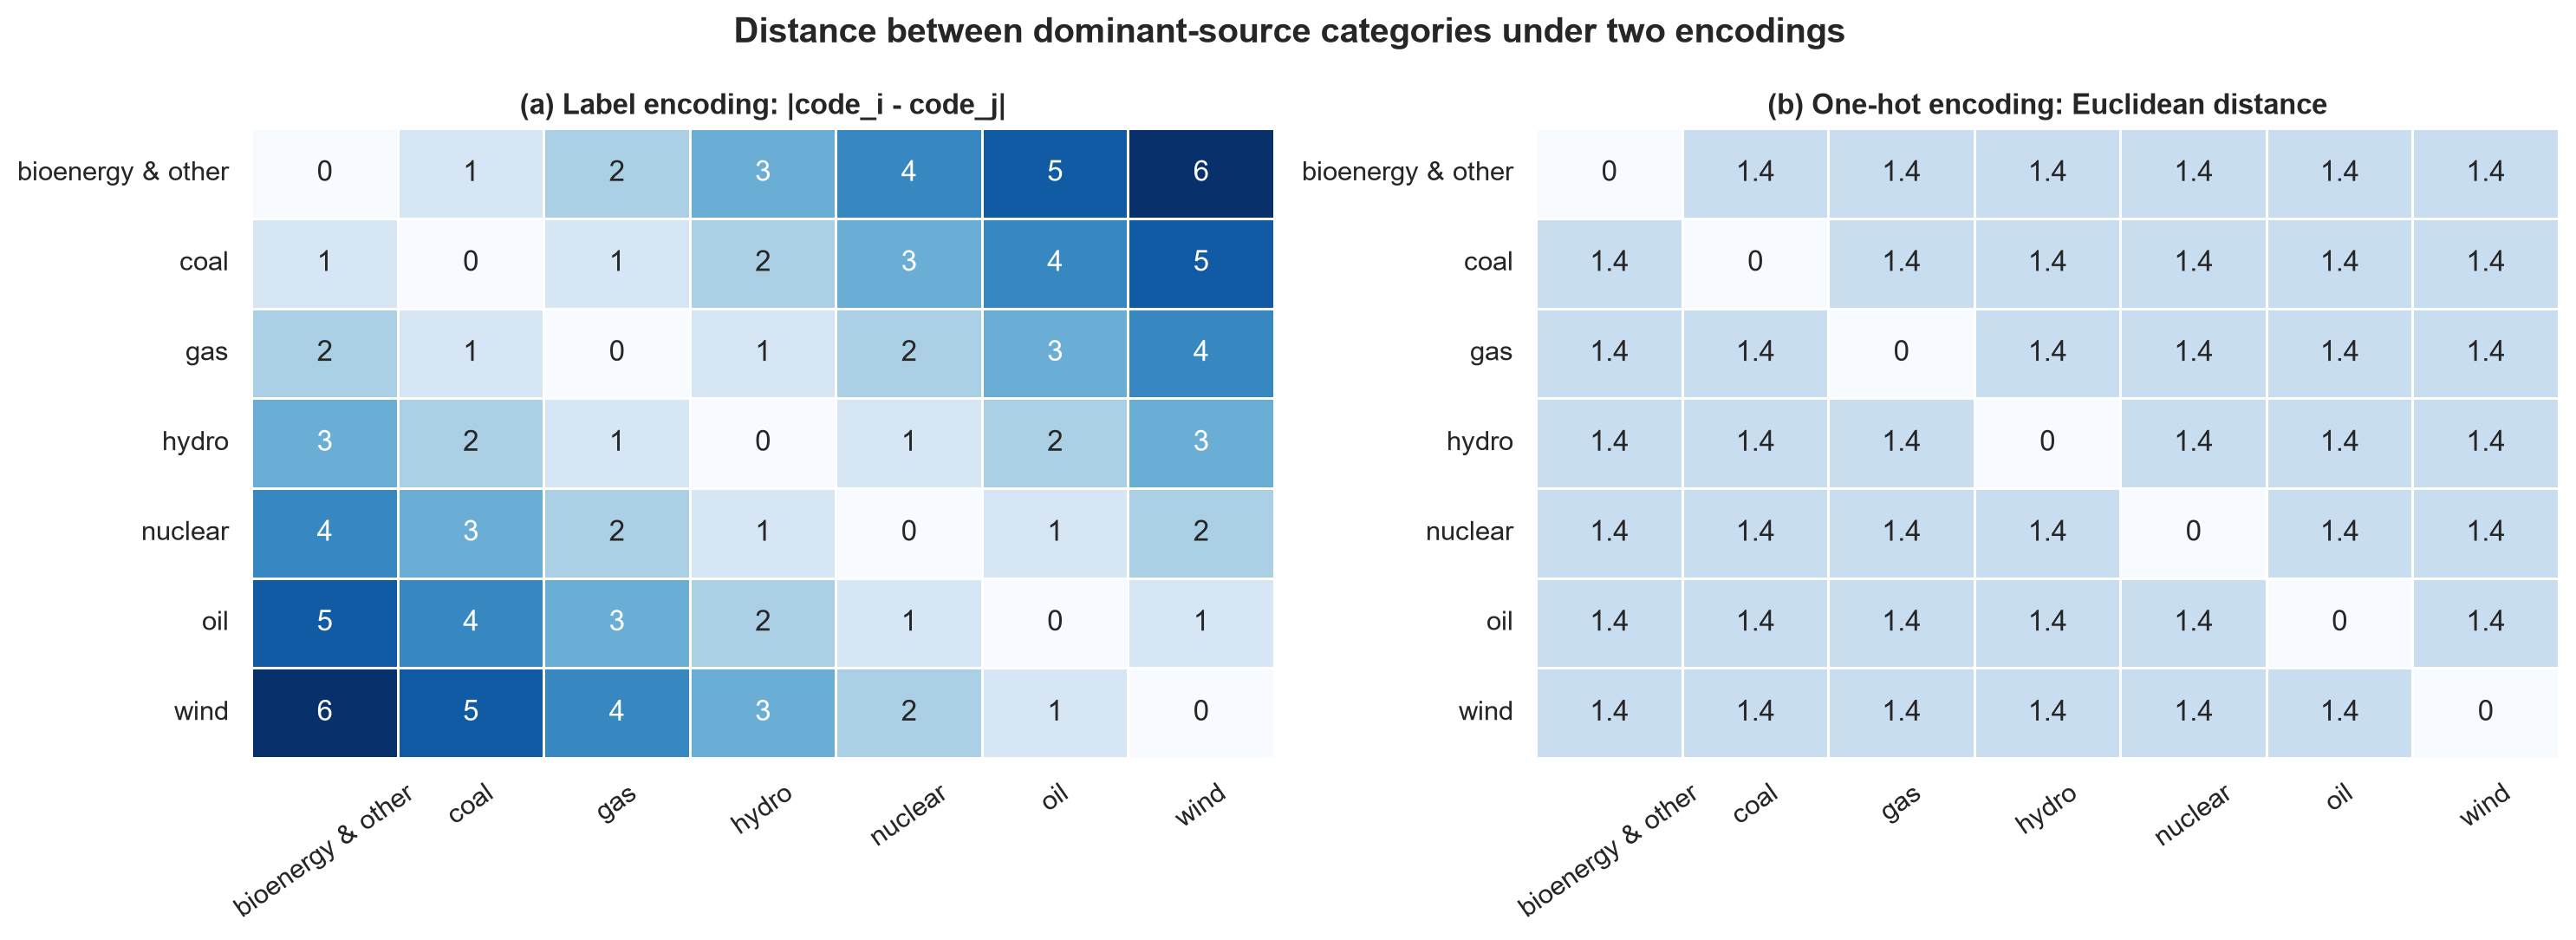 Distance between dominant-source categories under two encodings
(a) Label encoding: |code_i - code_j|
bioenergy & other 0 1 2 3 4 5 6
coal 1 0 1 2 3 4 5
gas 2 1 0 1 2 3 4
hydro 3 2 1 0 1 2 3
nuclear 4 3 2 1 0 1 2
oil 5 4 3 2 1 0 1
wind 6 5 4 3 2 1 0
bioenergy & other coal gas hydro nuclear oil wind
(b) One-hot encoding: Euclidean distance
bioenergy & other 0 1.4 1.4 1.4 1.4 1.4 1.4
coal 1.4 0 1.4 1.4 1.4 1.4 1.4
gas 1.4 1.4 0 1.4 1.4 1.4 1.4
hydro 1.4 1.4 1.4 0 1.4 1.4 1.4
nuclear 1.4 1.4 1.4 1.4 0 1.4 1.4
oil 1.4 1.4 1.4 1.4 1.4 0 1.4
wind 1.4 1.4 1.4 1.4 1.4 1.4 0
bioenergy & other coal gas hydro nuclear oil wind